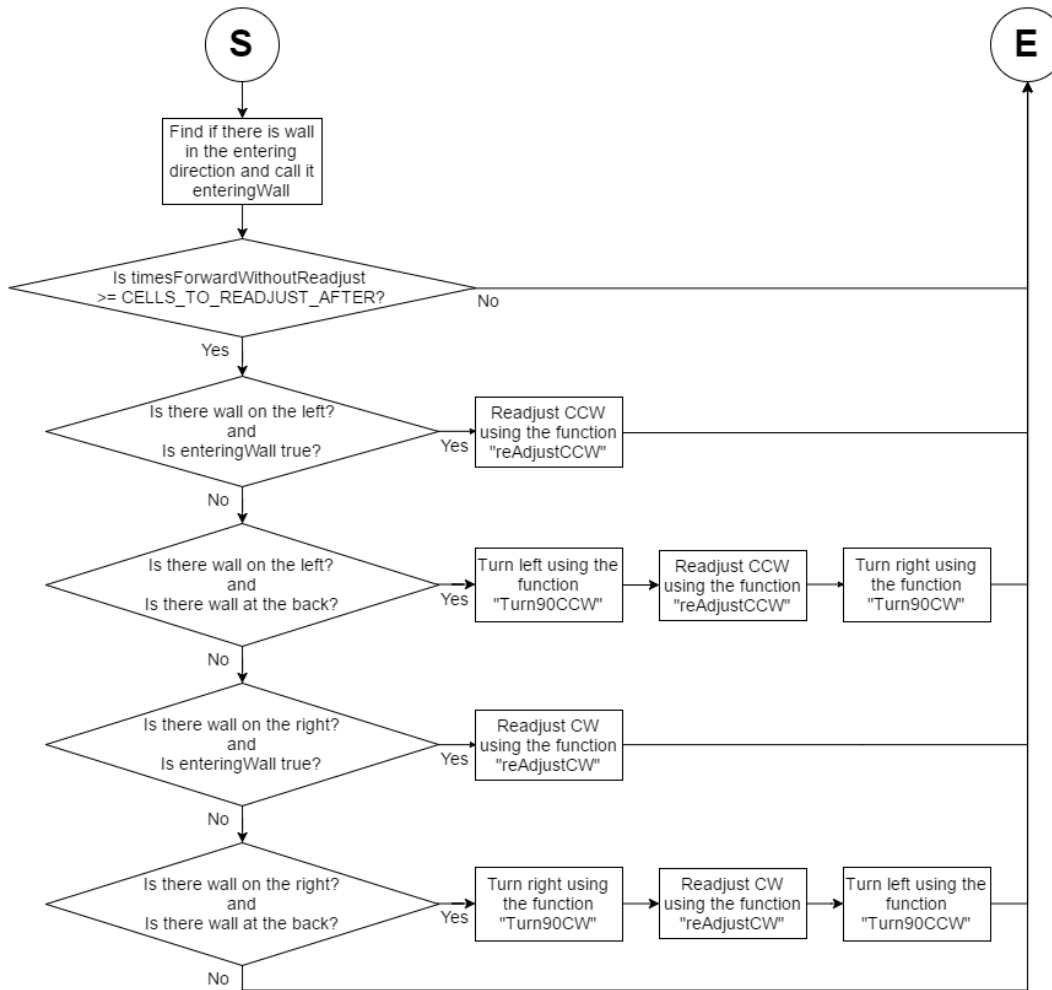 S
E
Find if there is wall
in the entering
direction and call it
enteringWall
Is timesForwardWithoutReadjust
>= CELLS_TO_READJUST_AFTER?
No
Yes
Is there wall on the left?
and
Is enteringWall true?
Yes
Readjust CCW
using the function
"reAdjustCCW"
No
Is there wall on the left?
and
Is there wall at the back?
Yes
Turn left using the
function
"Turn90CCW"
Readjust CCW
using the function
"reAdjustCCW"
Turn right using
the function
"Turn90CW"
No
Is there wall on the right?
and
Is enteringWall true?
Yes
Readjust CW
using the function
"reAdjustCW"
No
Is there wall on the right?
and
Is there wall at the back?
Yes
Turn right using
the function
"Turn90CW"
Readjust CW
using the function
"reAdjustCW"
Turn left using the
function
"Turn90CCW"
No